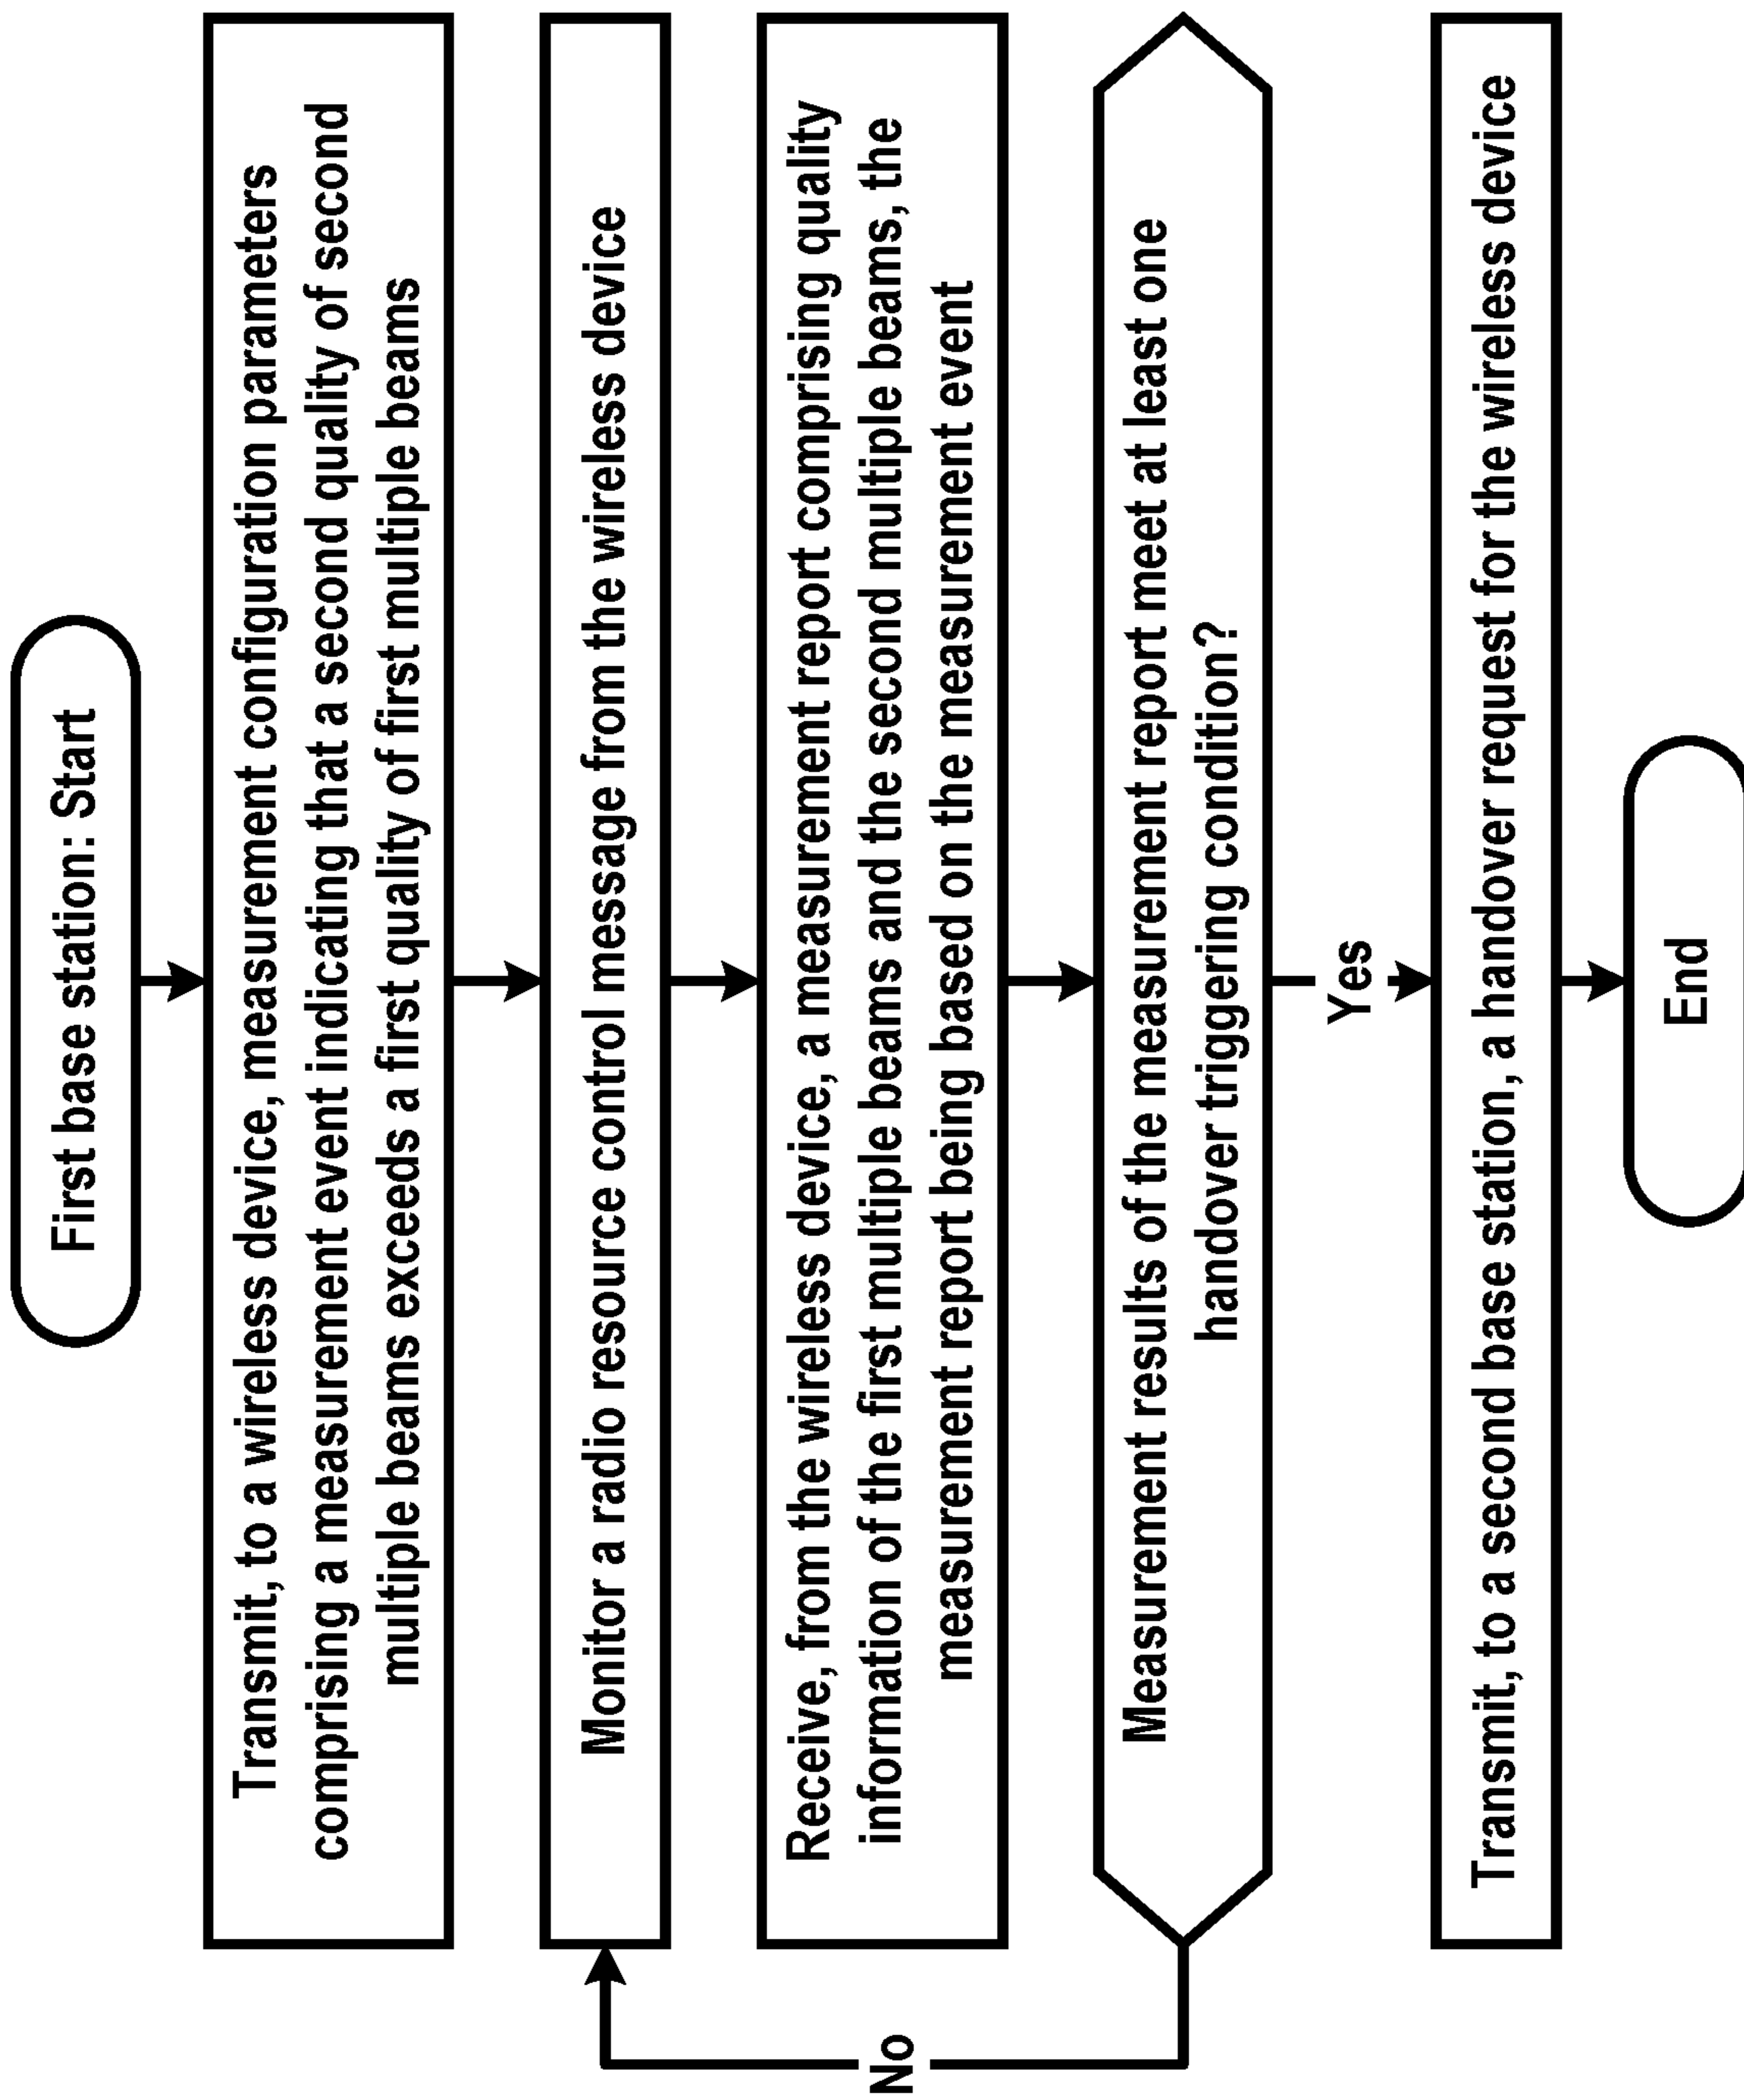 First base station: Start
Transmit, to a wireless device, measurement configuration parameters
comprising a measurement event indicating that a second quality of second
multiple beams exceeds a first quality of first multiple beams
Monitor a radio resource control message from the wireless device
Receive, from the wireless device, a measurement report comprising quality
information of the first multiple beams and the second multiple beams, the
measurement report being based on the measurement event
Measurement results of the measurement report meet at least one
handover triggering condition?
No
Yes
Transmit, to a second base station, a handover request for the wireless device
End